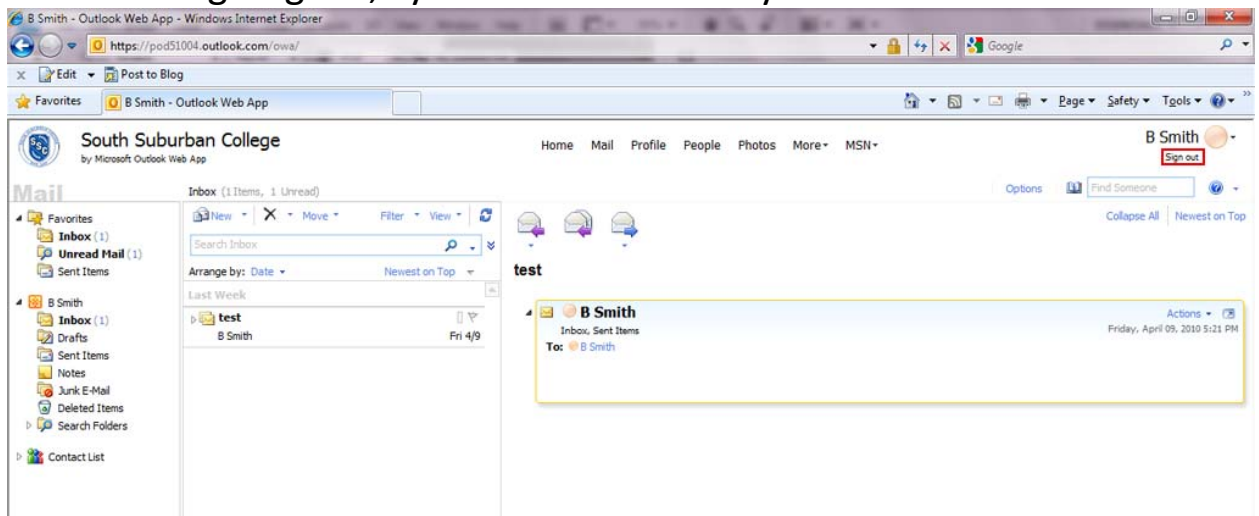 B Smith - Outlook Web App - Windows Internet Explorer
https://pod51004.outlook.com/owa/
Google
x Edit Post to Blog
Favorites B Smith - Outlook Web App Page Safety Tools
South Suburban College
by Microsoft Outlook Web App
Home Mail Profile People Photos More MSN
B Smith
Sign out
Mail
Inbox (1 Items, 1 Unread)
Options Find Someone
Favorites
Inbox (1)
Unread Mail (1)
Sent Items
B Smith
Inbox (1)
Drafts
Sent Items
Notes
Junk E-Mail
Deleted Items
Search Folders
Contact List
New X Move Filter View
Search Inbox
Arrange by: Date Newest on Top
Last Week
test
B Smith Fri 4/9
Collapse All Newest on Top
test
B Smith Actions
Inbox, Sent Items Friday, April 09, 2010 5:21 PM
To: B Smith